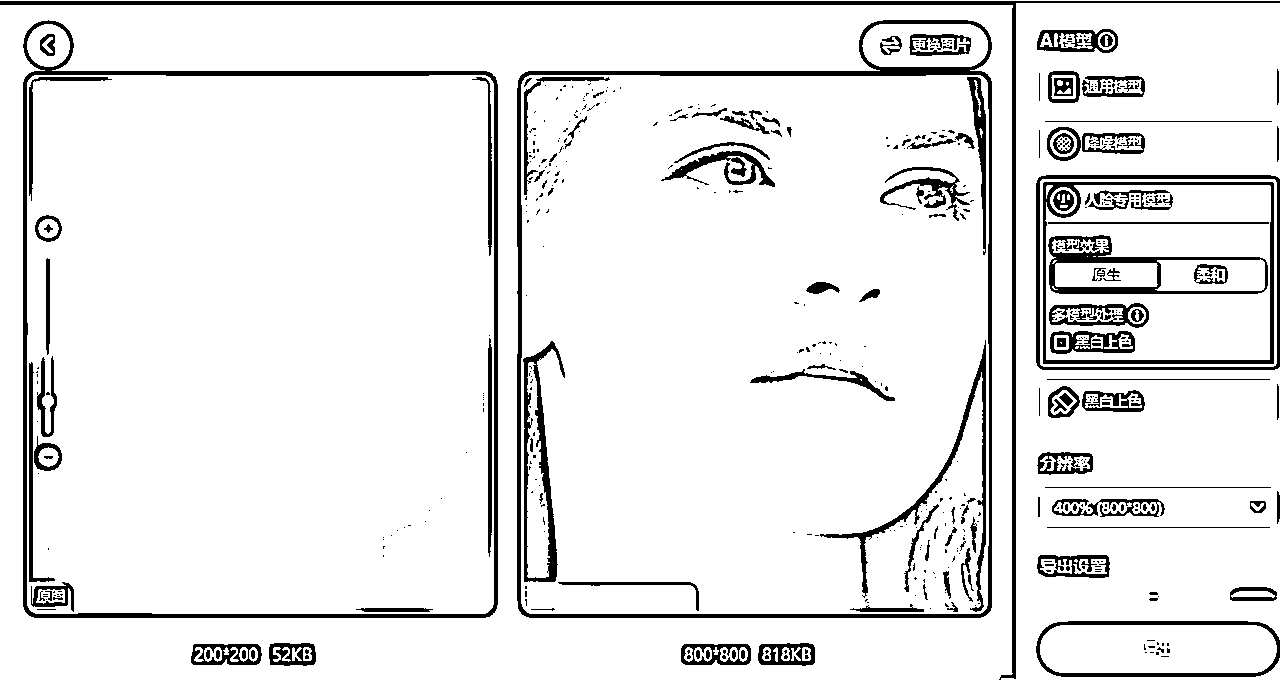 更换图片
AI模型
通用模型
降噪模型
人脸专用模型
模型效果
原生 柔和
多模型处理
黑白上色
黑白上色
分辨率
400% (800*800)
导出设置
原图
200*200 52KB
800*800 818KB